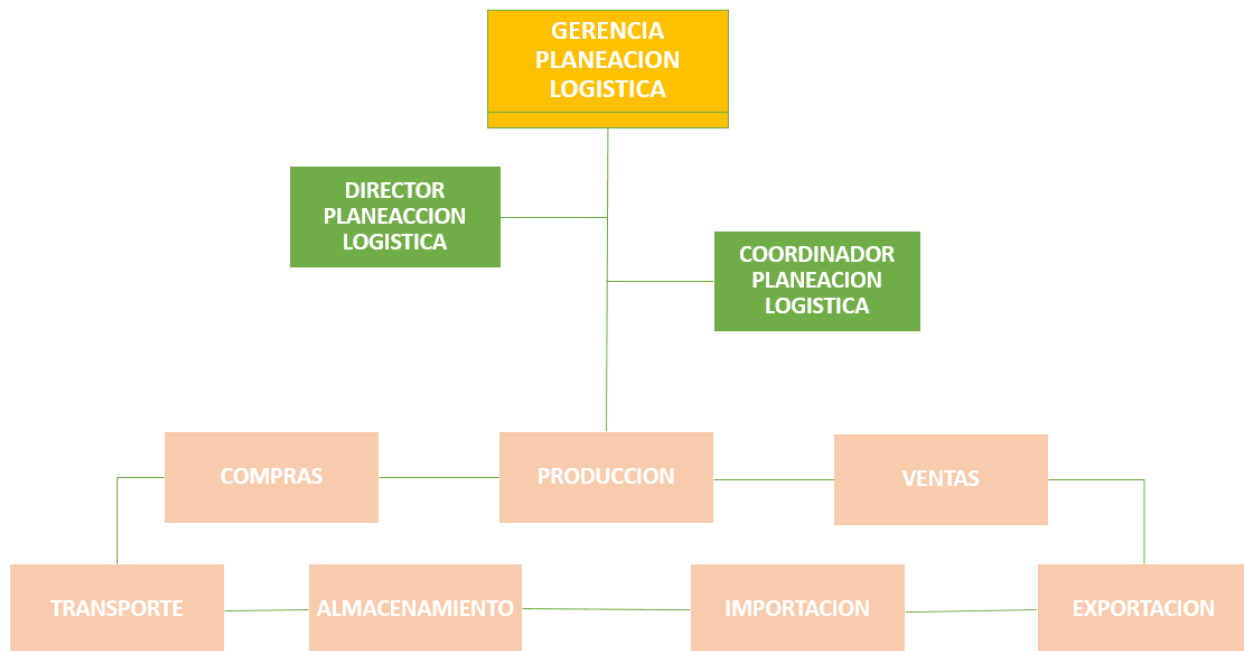 GERENCIA
PLANEACION
LOGISTICA
DIRECTOR
PLANEACCION
LOGISTICA
COORDINADOR
PLANEACION
LOGISTICA
COMPRAS
PRODUCCION
VENTAS
TRANSPORTE
ALMACENAMIENTO
IMPORTACION
EXPORTACION